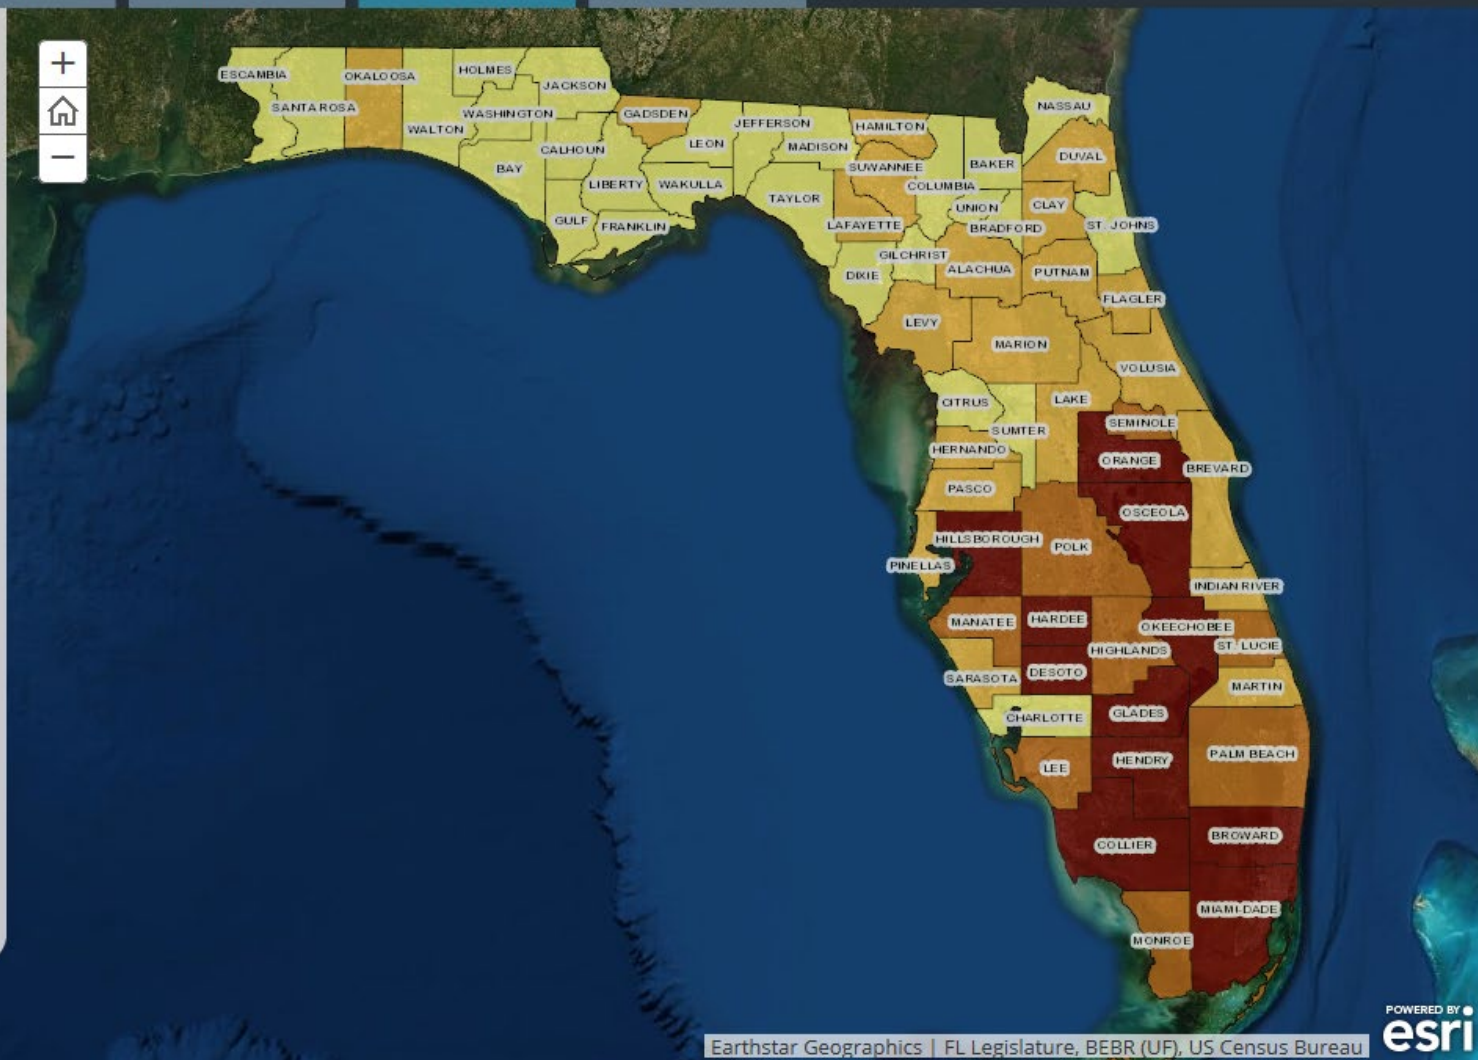 +
−
ESCAMBIA
OKALOOSA
HOLMES
JACKSON
SANTA ROSA
WASHINGTON
WALTON
GADSDEN
JEFFERSON
HAMILTON
NASSAU
CALHOUN
LEON
MADISON
DUVAL
BAY
SUWANNEE
BAKER
LIBERTY
WAKULLA
COLUMBIA
TAYLOR
UNION
CLAY
GULF
FRANKLIN
LAFAYETTE
BRADFORD
ST. JOHNS
GILCHRIST
DIXIE
ALACHUA
PUTNAM
FLAGLER
LEVY
MARION
VOLUSIA
CITRUS
LAKE
SUMTER
SEMINOLE
HERNANDO
ORANGE
BREVARD
PASCO
OSCEOLA
HILLSBOROUGH
POLK
PINELLAS
INDIAN RIVER
MANATEE
HARDEE
OKEECHOBEE
HIGHLANDS
ST. LUCIE
SARASOTA
DESOTO
MARTIN
CHARLOTTE
GLADES
LEE
HENDRY
PALM BEACH
COLLIER
BROWARD
MIAMI-DADE
MONROE
POWERED BY
esri
Earthstar Geographics | FL Legislature, BEBR (UF), US Census Bureau